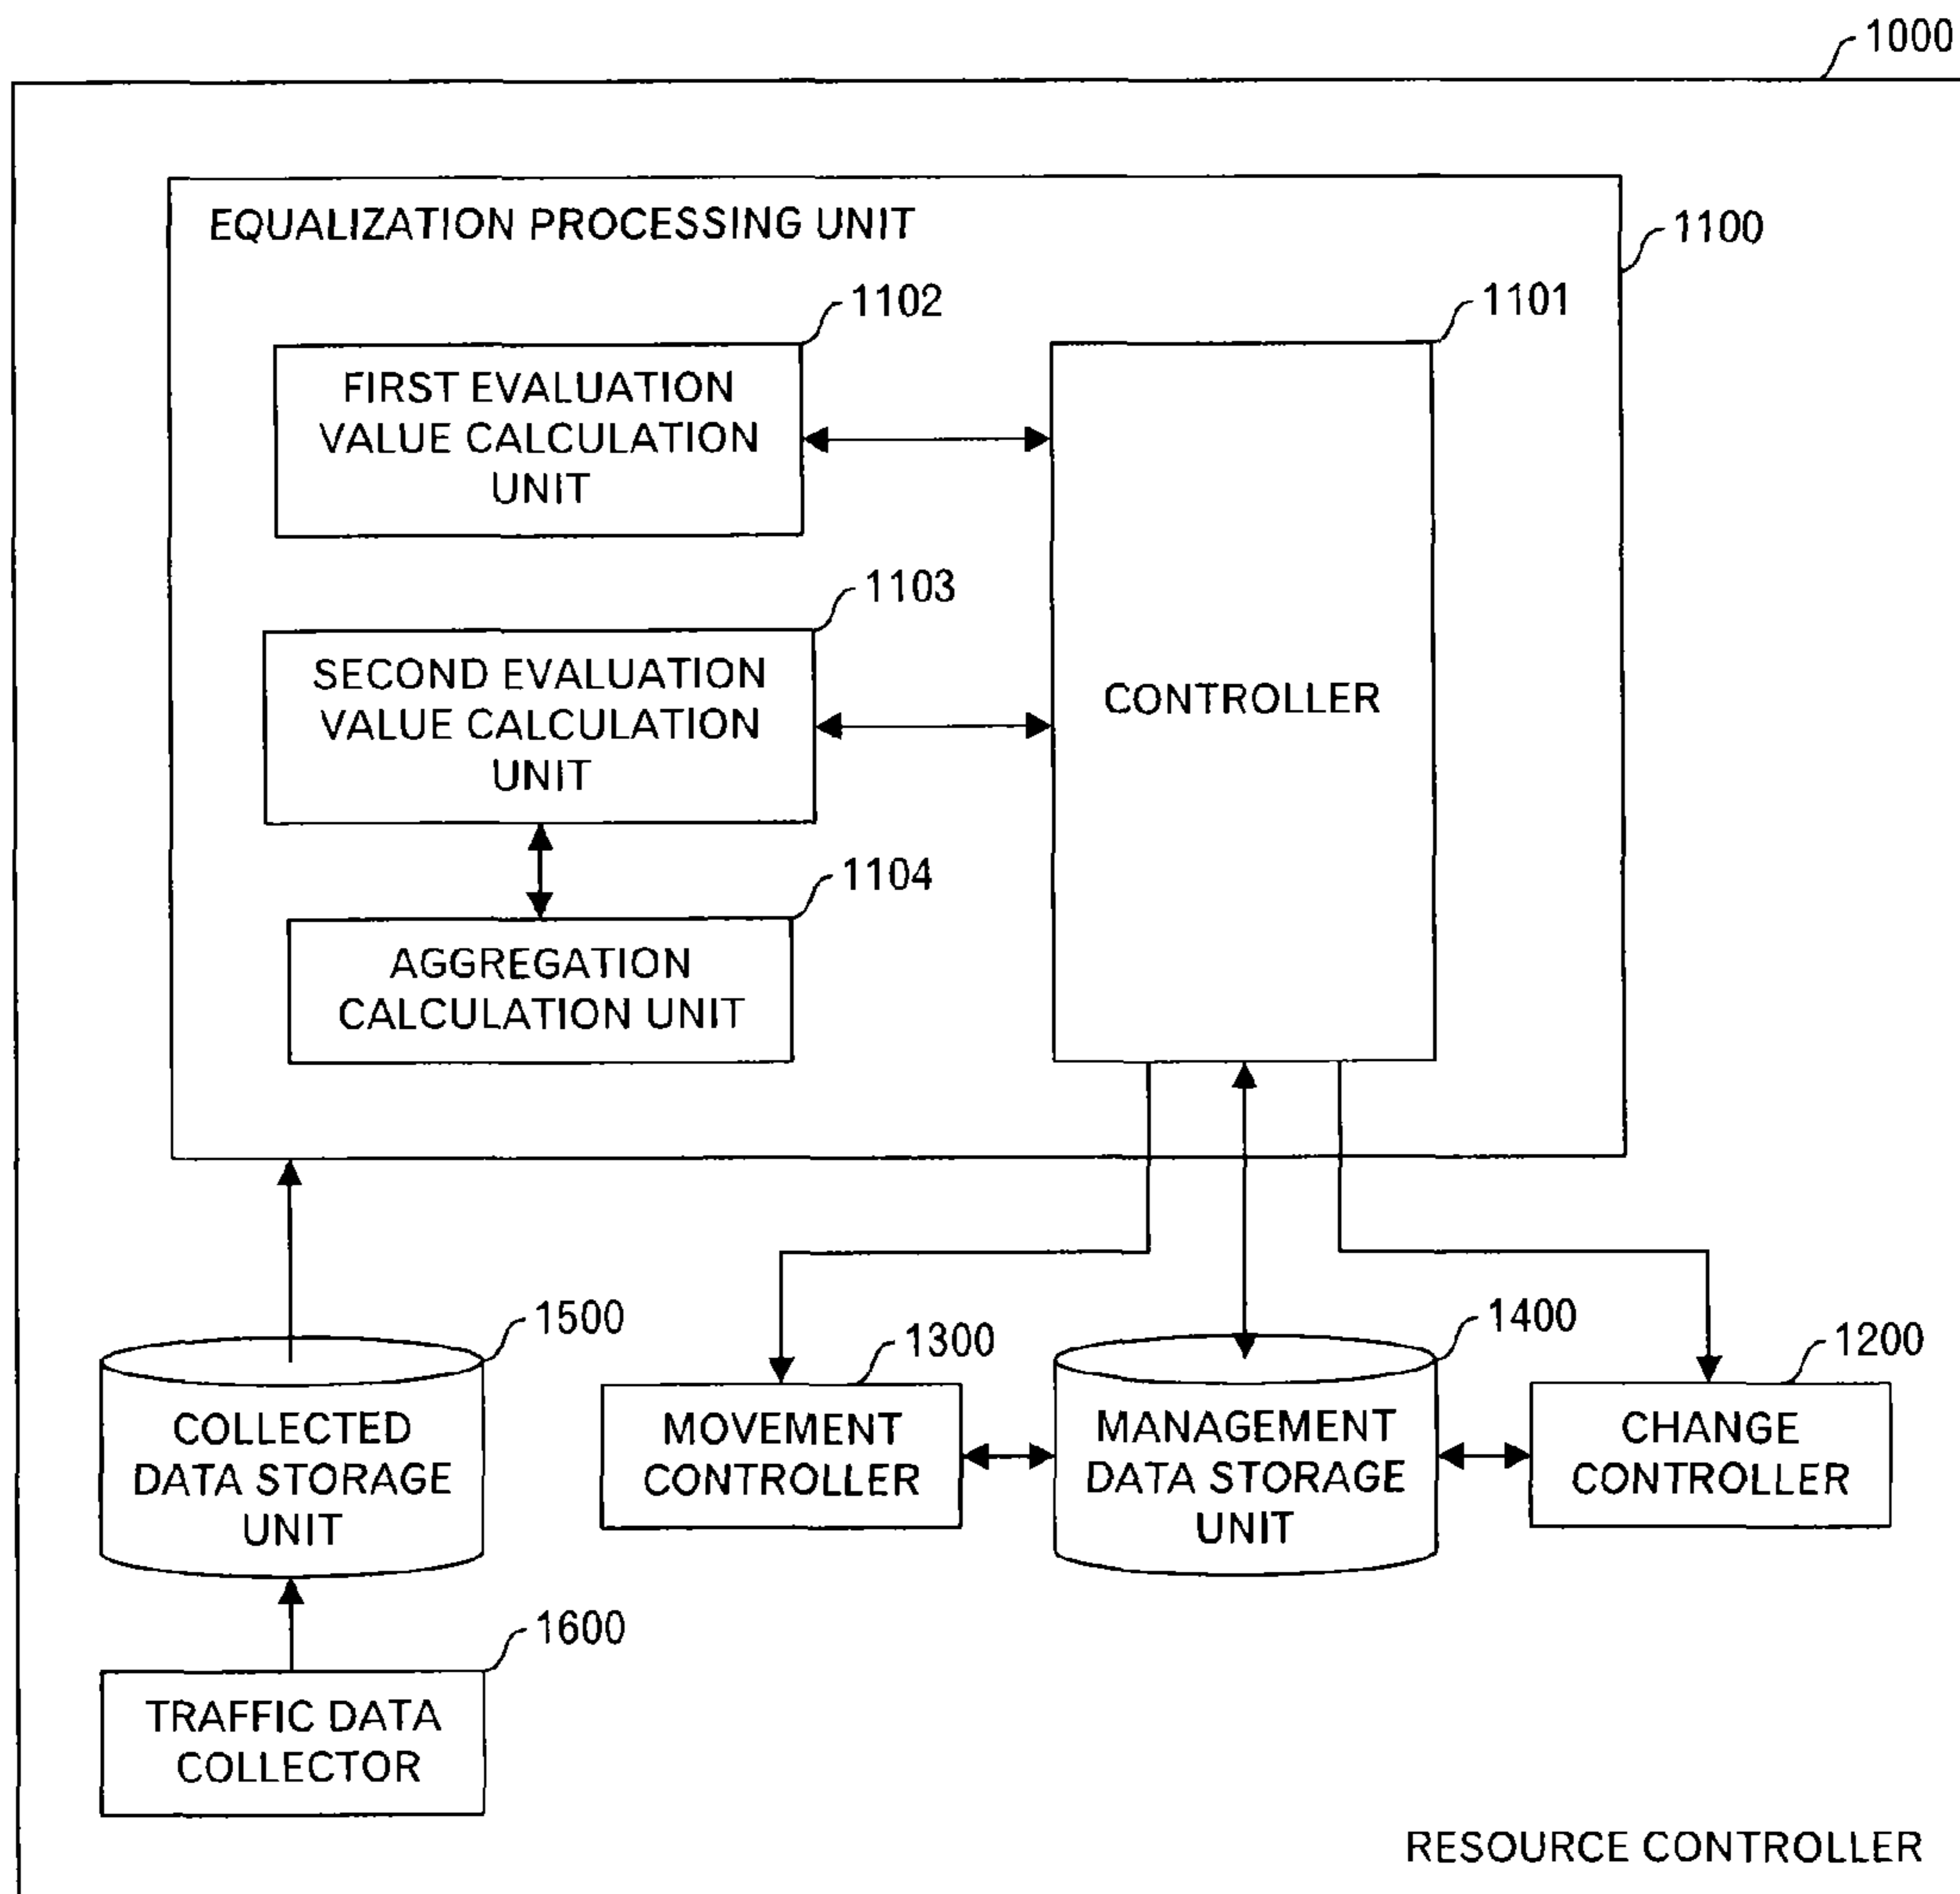 1000
EQUALIZATION PROCESSING UNIT
1100
1102
1101
FIRST EVALUATION
VALUE CALCULATION
UNIT
1103
SECOND EVALUATION
VALUE CALCULATION
UNIT
CONTROLLER
1104
AGGREGATION
CALCULATION UNIT
1500
1300
1400
1200
COLLECTED
DATA STORAGE
UNIT
MOVEMENT
CONTROLLER
MANAGEMENT
DATA STORAGE
UNIT
CHANGE
CONTROLLER
1600
TRAFFIC DATA
COLLECTOR
RESOURCE CONTROLLER